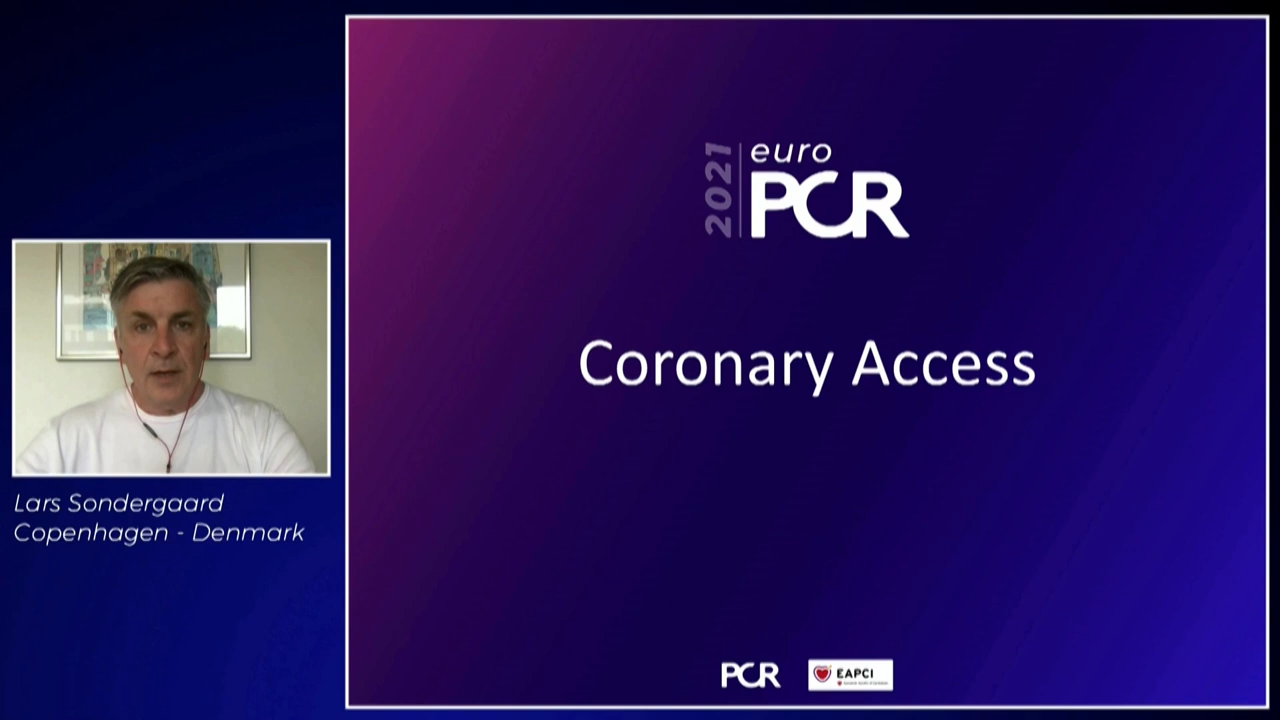 2021
euro
PCR
Coronary Access
Lars Sondergaard
Copenhagen - Denmark
PCR
EAPCI